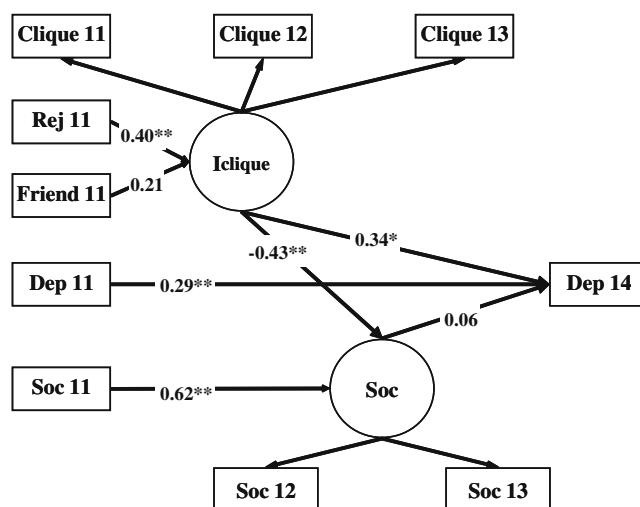 Clique 11
Clique 12
Clique 13
Rej 11
0.40**
Iclique
Friend 11
0.21
-0.43**
0.34*
Dep 11
0.29**
Dep 14
0.06
Soc 11
0.62**
Soc
Soc 12
Soc 13